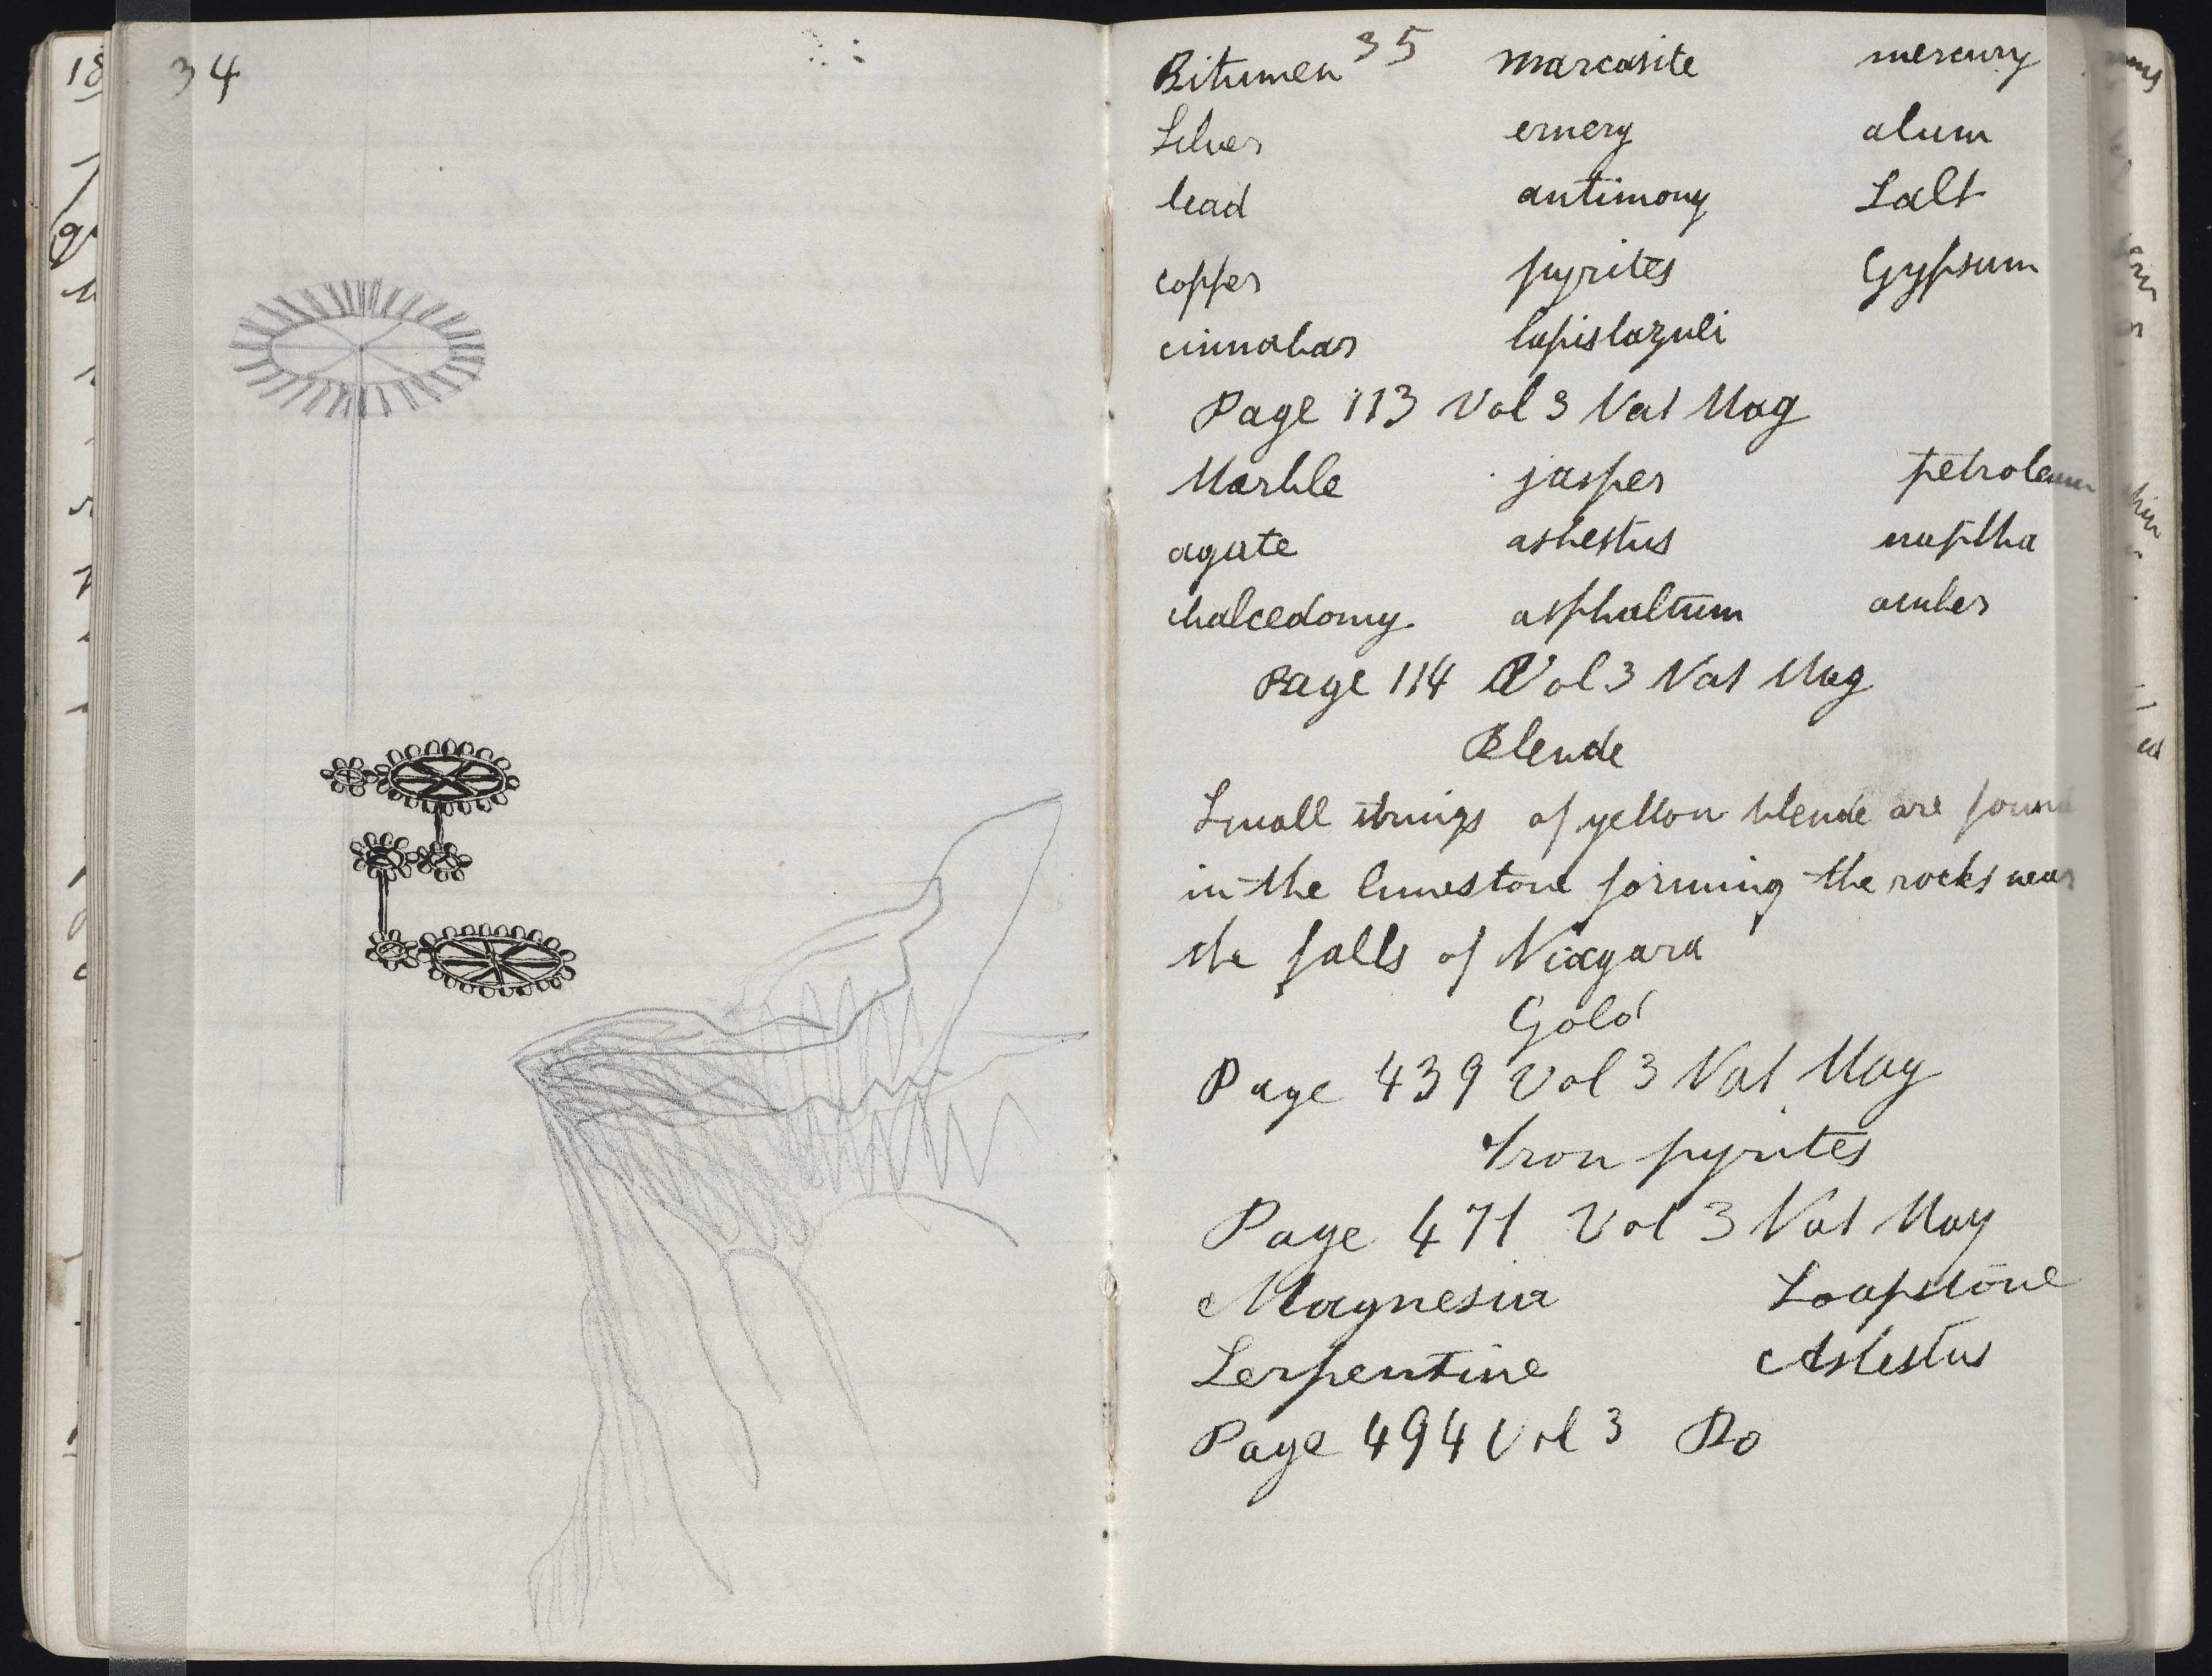 34
35
Bitumen marcasite mercury
Silver emery alum
lead antimony Salt
copper pyrites Gypsum
cinnabar lapislazuli
Page 113 Vol 3 Nat Mag
Marble jasper petroleum
agate asbestus naptha
chalcedony asphaltum amber
Page 114 Vol 3 Nat Mag
Blende
Small strings of yellow blende are found
in the limestone forming the rocks near
the falls of Niagara
Gold
Page 439 Vol 3 Nat Mag
Iron pyrites
Page 471 Vol 3 Nat Mag
Magnesia Soapstone
Serpentine Asbestus
Page 494 Vol 3 Do